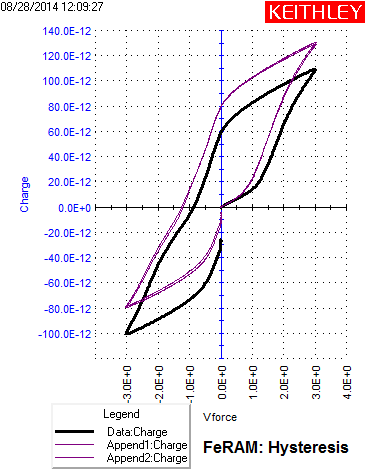 08/28/2014 12:09:27
KEITHLEY
140.0E-12
120.0E-12
100.0E-12
80.0E-12
60.0E-12
40.0E-12
20.0E-12
0.0E+0
-20.0E-12
-40.0E-12
-60.0E-12
-80.0E-12
-100.0E-12
Charge
-3.0E+0
-2.0E+0
-1.0E+0
0.0E+0
1.0E+0
2.0E+0
3.0E+0
4.0E+0
Vforce
Legend
Data:Charge
Append1:Charge
Append2:Charge
FeRAM: Hysteresis